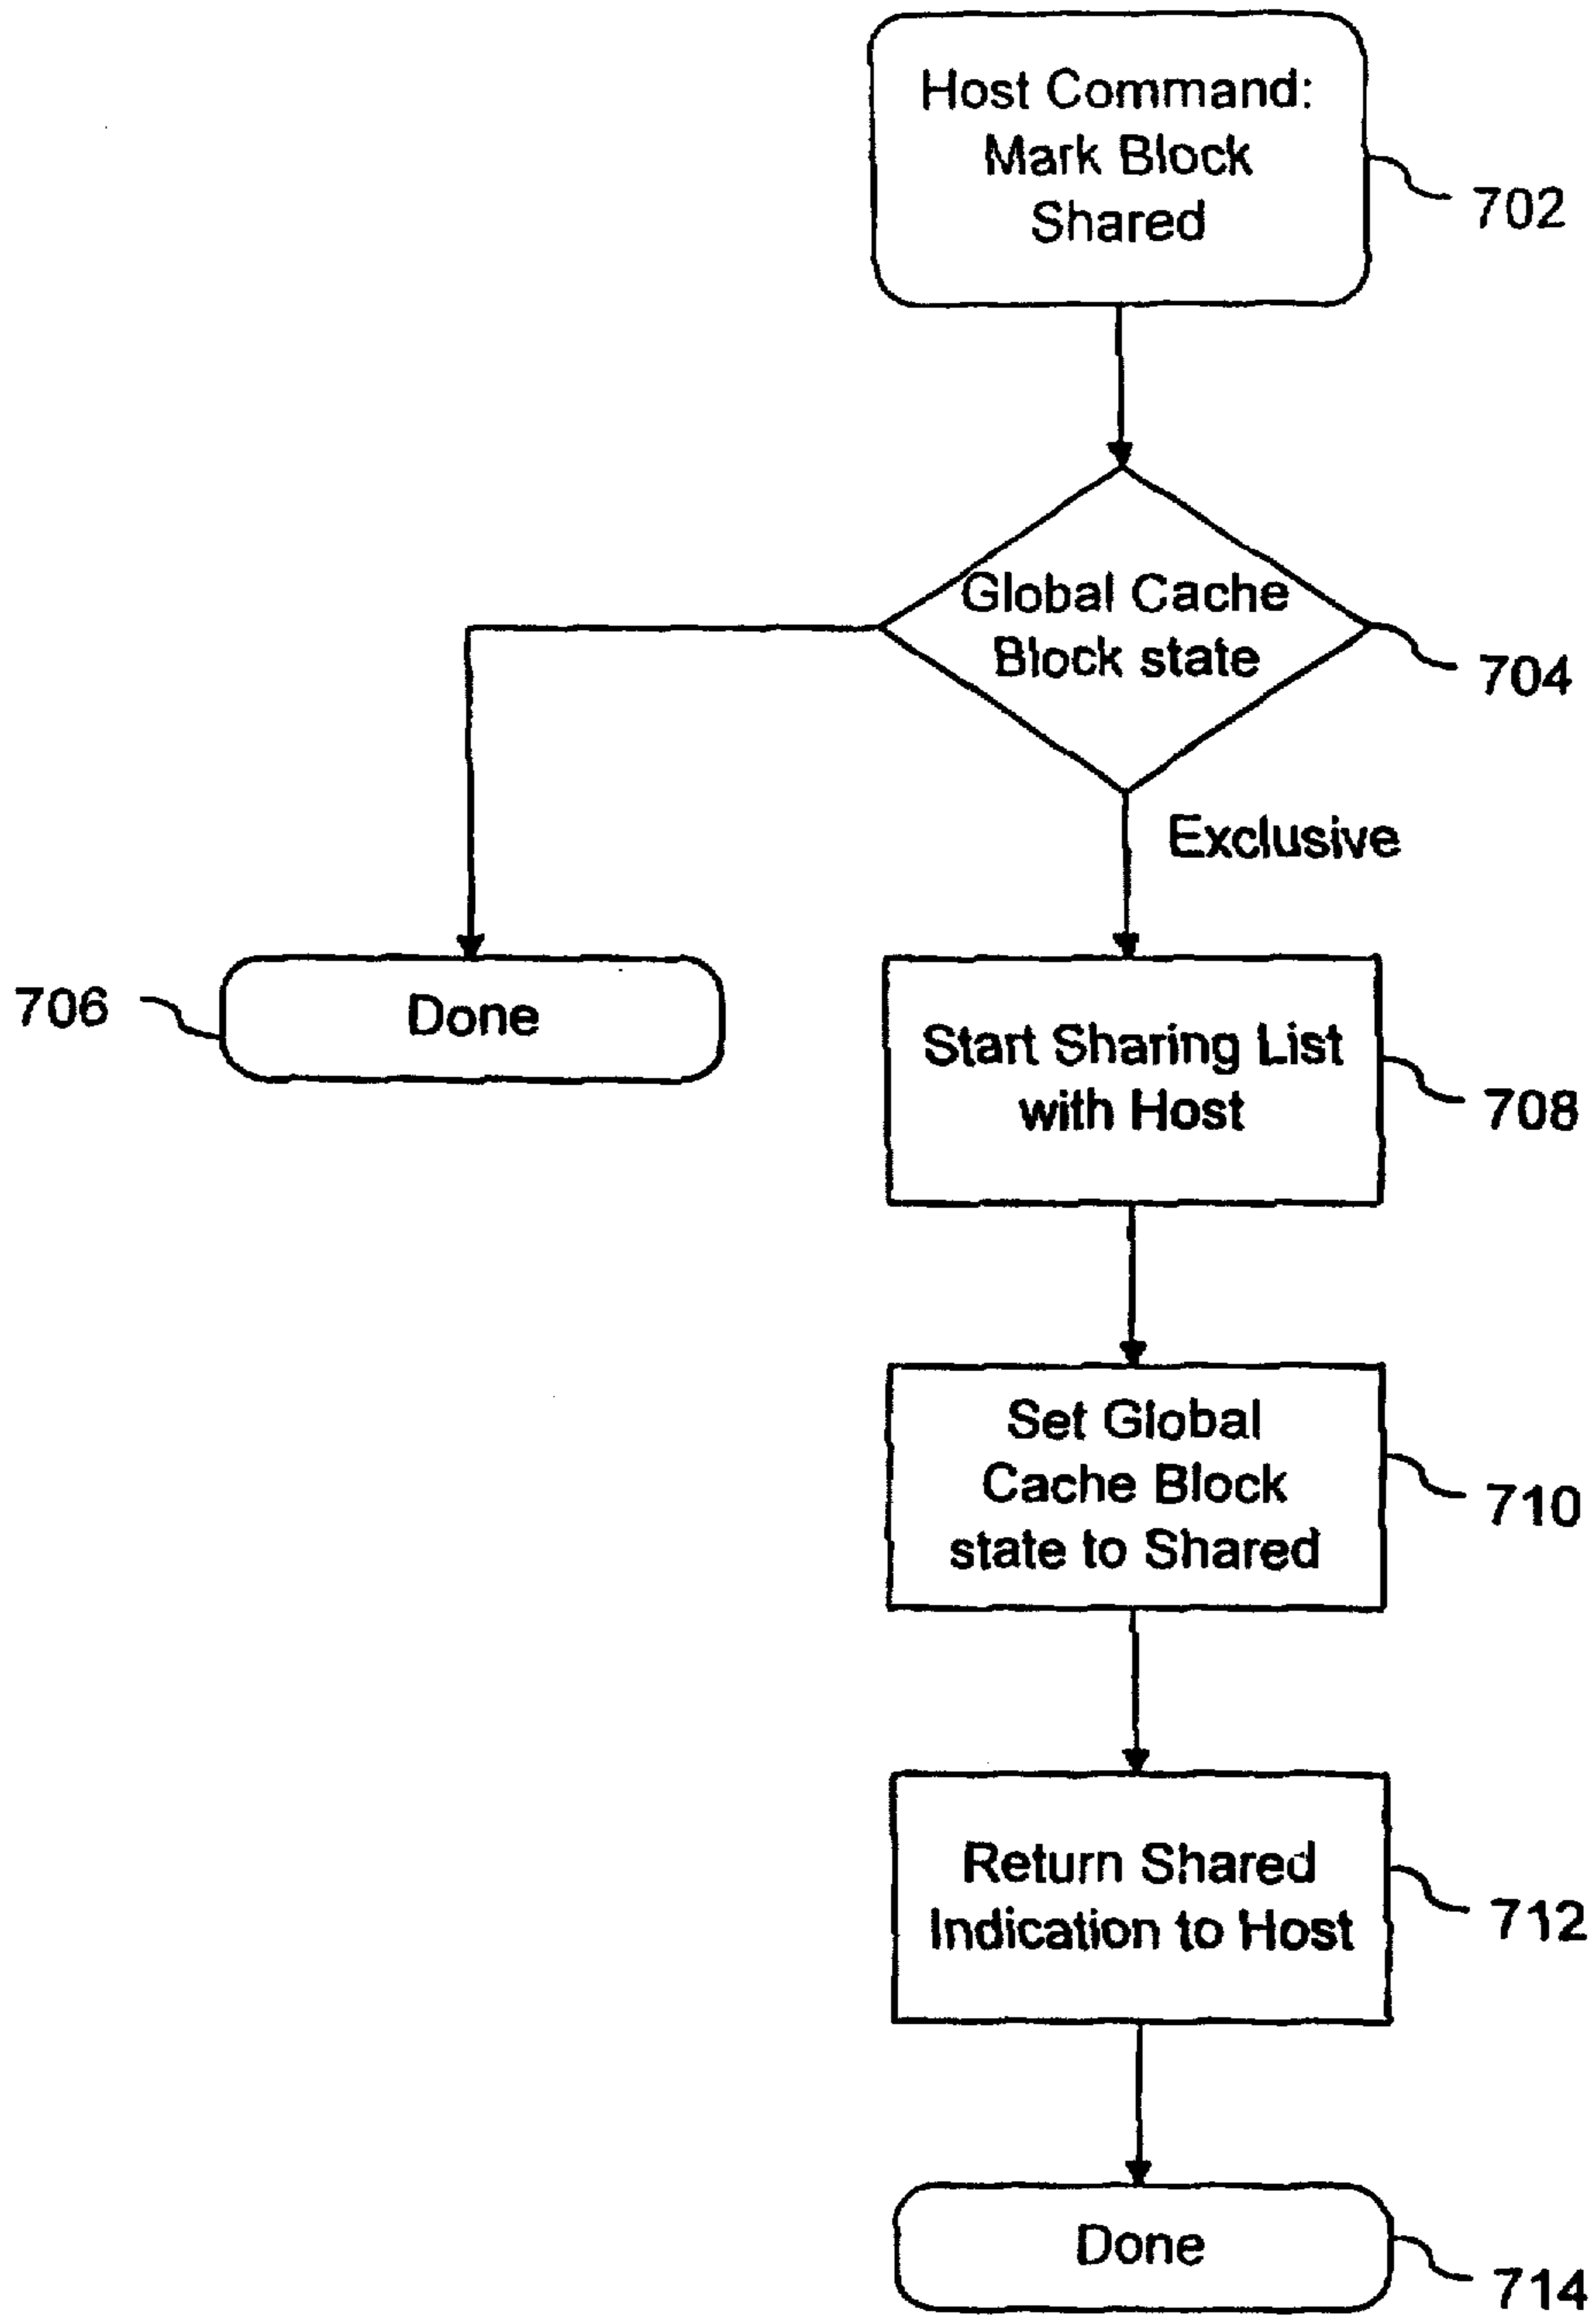 Host Command:
Mark Block
Shared
702
Global Cache
Block state
704
Exclusive
706
Done
Start Sharing List
with Host
708
Set Global
Cache Block
state to Shared
710
Return Shared
Indication to Host
712
Done
714